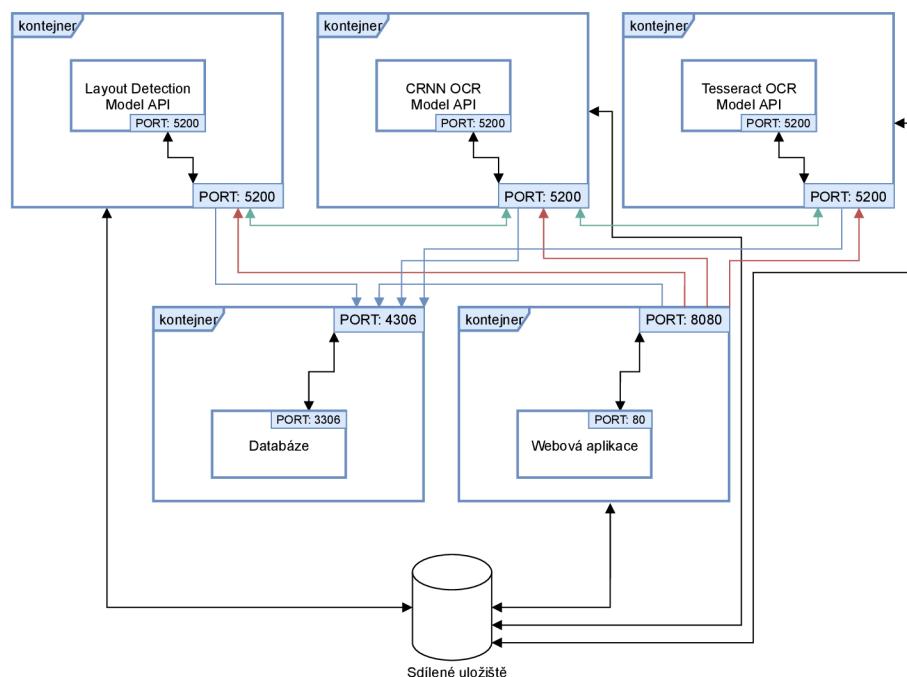 kontejner
kontejner
kontejner
Layout Detection
Model API
PORT: 5200
CRNN OCR
Model API
PORT: 5200
Tesseract OCR
Model API
PORT: 5200
PORT: 5200
PORT: 5200
PORT: 5200
kontejner
PORT: 4306
kontejner
PORT: 8080
PORT: 3306
Databáze
PORT: 80
Webová aplikace
Sdílené uložiště